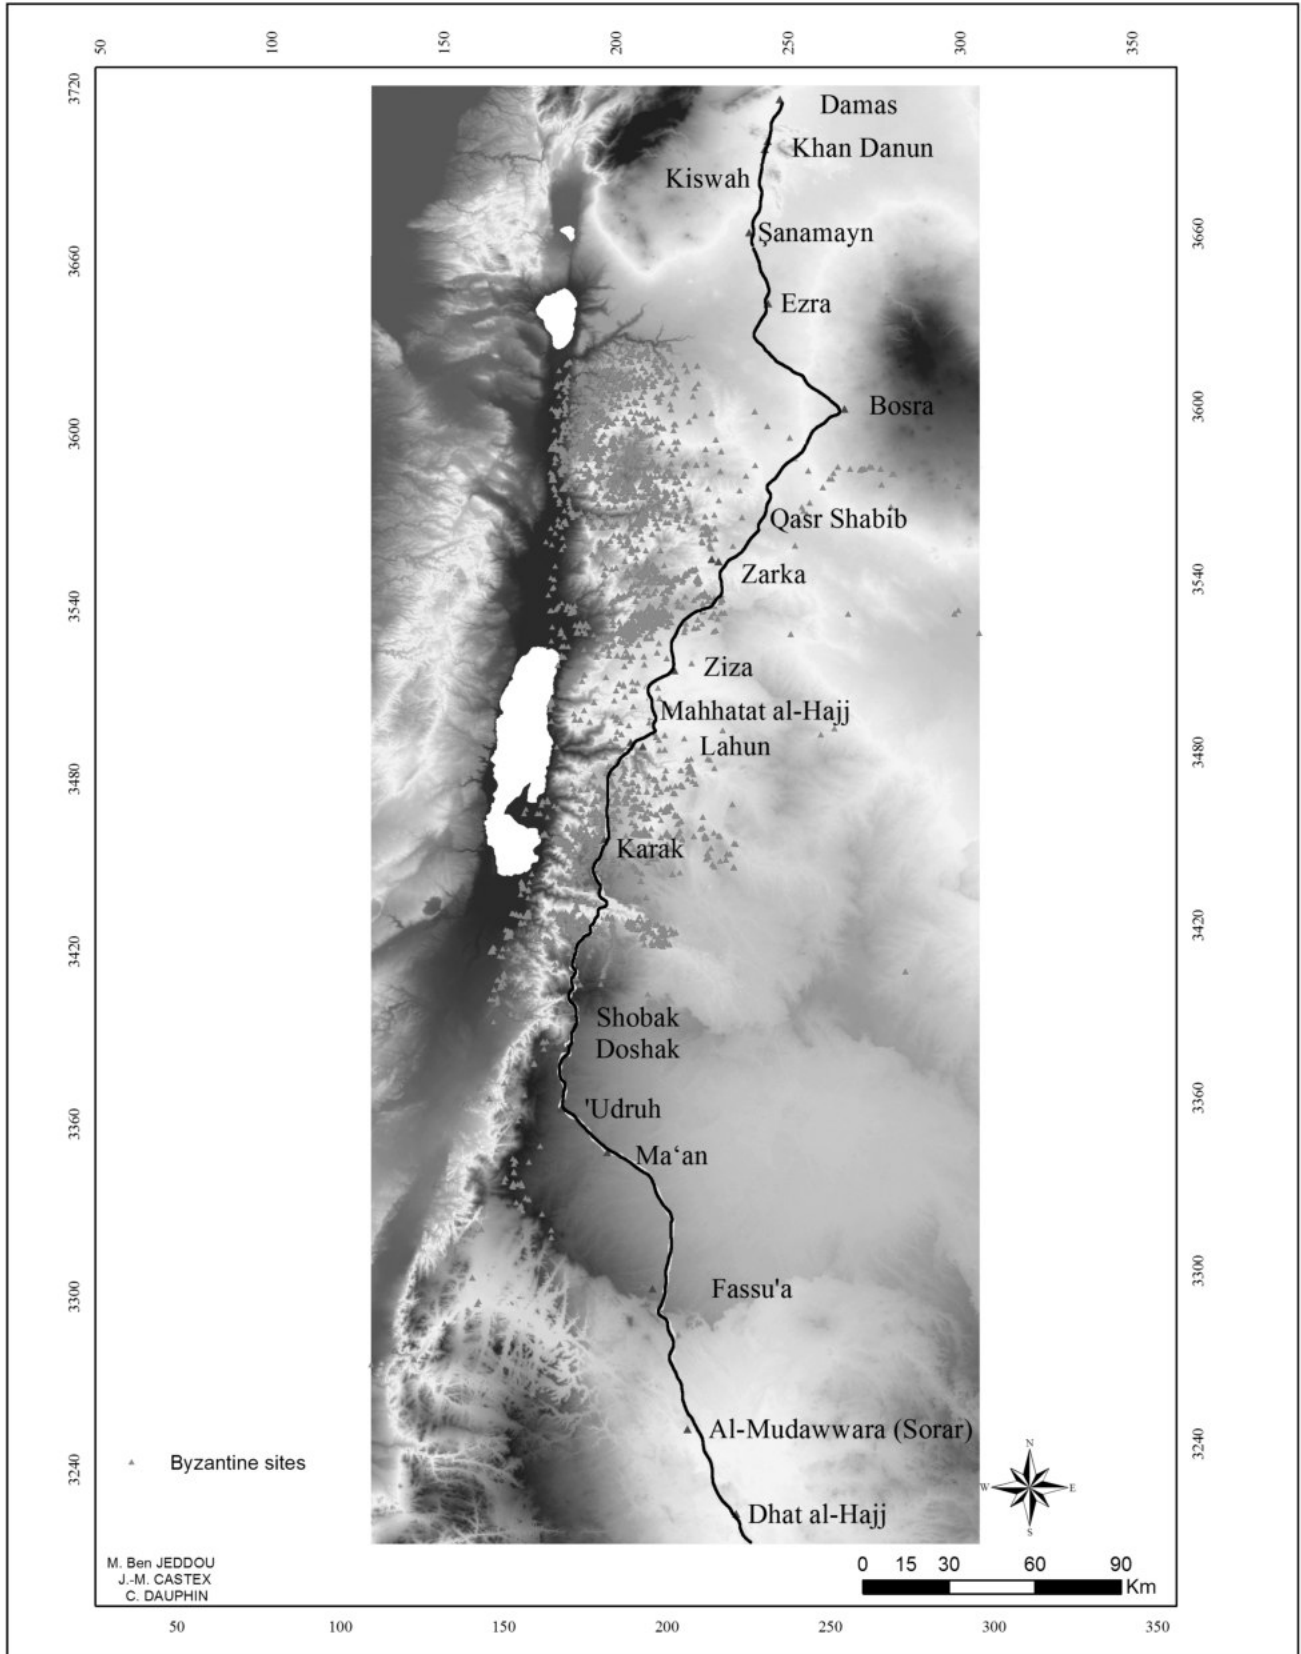 50 100 150 200 250 300 350
3720
Damas
Khan Danun
Kiswah
3660
Şanamayn
3660
Ezra
3600
Bosra
3600
Qasr Shabib
3540
Zarka
3540
Ziza
Mahhatat al-Hajj
3480
Lahun
3480
Karak
3420
3420
Shobak
Doshak
3360
'Udruh
3360
Ma‘an
3300
Fassu'a
3300
Al-Mudawwara (Sorar)
3240
3240
Byzantine sites
N
W E
S
Dhat al-Hajj
M. Ben JEDDOU
J.-M. CASTEX
C. DAUPHIN
0 15 30 60 90
Km
50 100 150 200 250 300 350